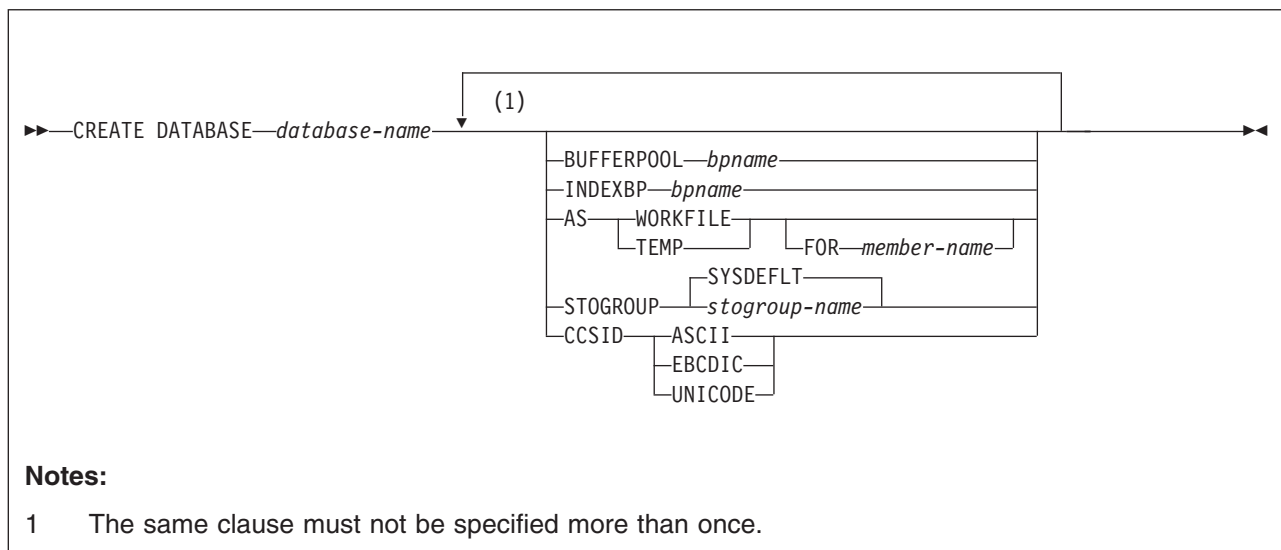 (1)
CREATE DATABASE database-name
BUFFERPOOL bpname
INDEXBP bpname
AS WORKFILE
TEMP FOR member-name
SYSDEFLT
STOGROUP stogroup-name
CCSID ASCII
EBCDIC
UNICODE
Notes:
1 The same clause must not be specified more than once.